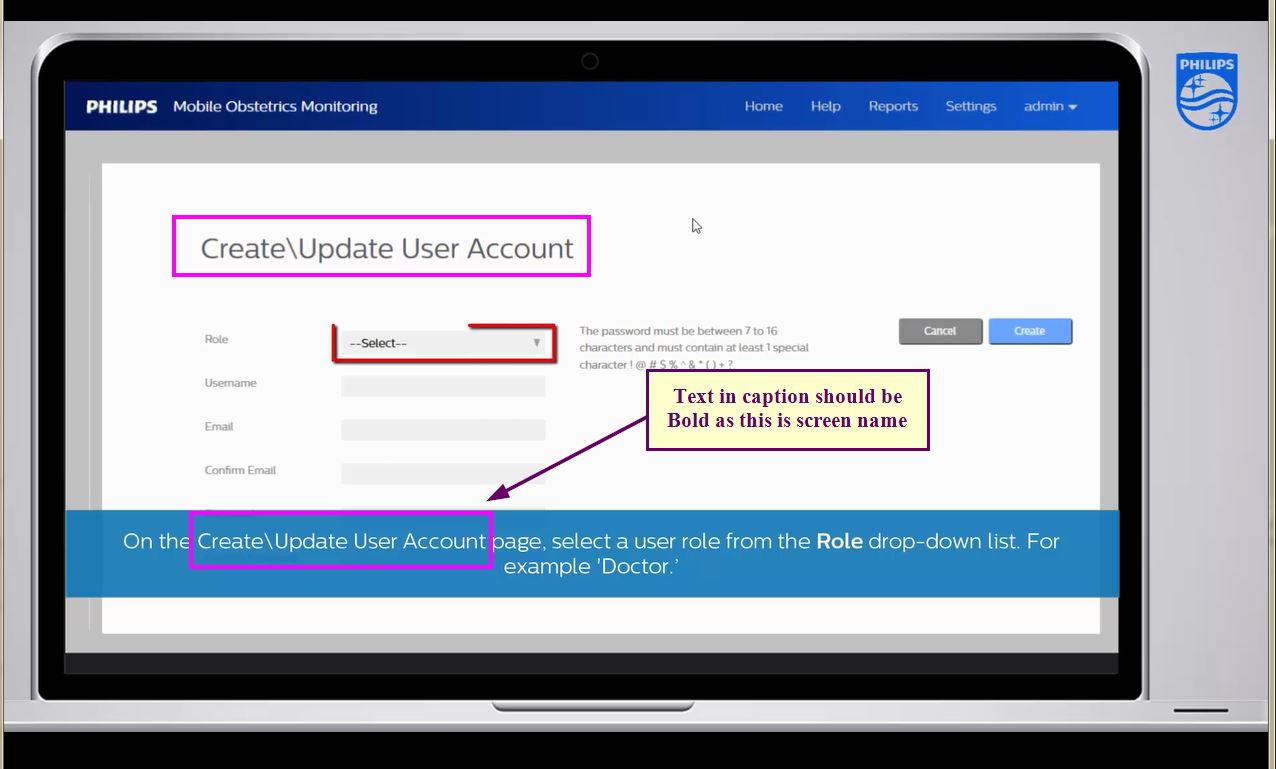 PHILIPS
PHILIPS Mobile Obstetrics Monitoring Home Help Reports Settings admin
Create\Update User Account
Role
--Select--
The password must be between 7 to 16
characters and must contain at least 1 special
character ! @ # $ % ^ & * ( ) + ?.
Cancel
Create
Username
Email
Confirm Email
Text in caption should be
Bold as this is screen name
On the Create\Update User Account page, select a user role from the Role drop-down list. For
example 'Doctor.’